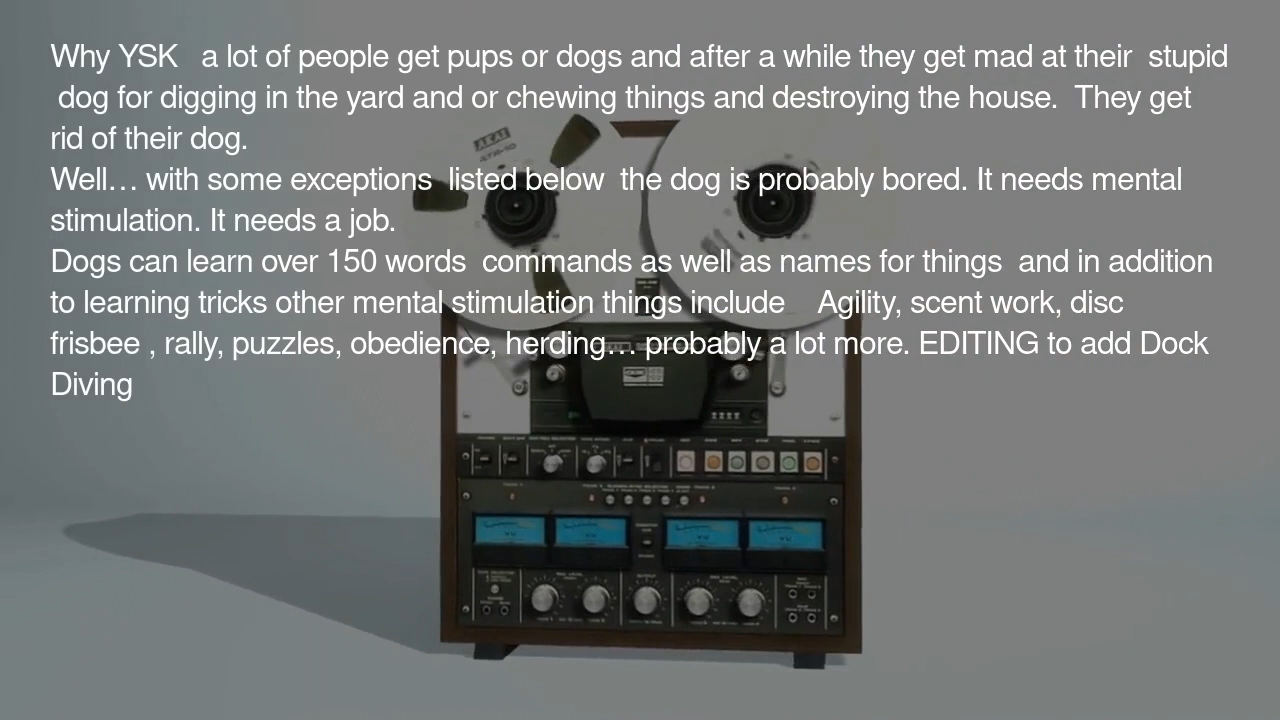 Why YSK a lot of people get pups or dogs and after a while they get mad at their stupid
dog for digging in the yard and or chewing things and destroying the house. They get
rid of their dog.
Well… with some exceptions listed below the dog is probably bored. It needs mental
stimulation. It needs a job.
Dogs can learn over 150 words commands as well as names for things and in addition
to learning tricks other mental stimulation things include Agility, scent work, disc
frisbee , rally, puzzles, obedience, herding… probably a lot more. EDITING to add Dock
Diving
AKAI